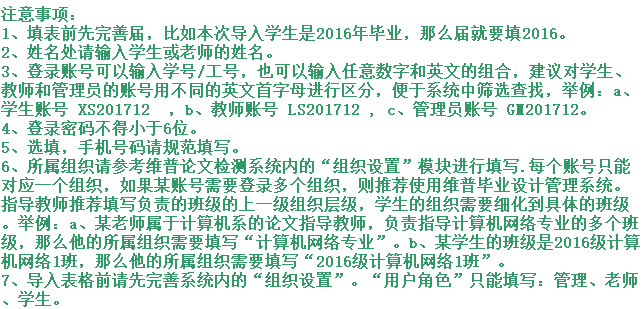 注意事项：
1、填表前先完善届，比如本次导入学生是2016年毕业，那么届就要填2016。
2、姓名处请输入学生或老师的姓名。
3、登录账号可以输入学号/工号，也可以输入任意数字和英文的组合，建议对学生、
教师和管理员的账号用不同的英文首字母进行区分，便于系统中筛选查找，举例：a、
学生账号 XS201712 ，b、教师账号 LS201712 , c、管理员账号 GM201712。
4、登录密码不得小于6位。
5、选填，手机号码请规范填写。
6、所属组织请参考维普论文检测系统内的“组织设置”模块进行填写.每个账号只能
对应一个组织，如果某账号需要登录多个组织，则推荐使用维普毕业设计管理系统。
指导教师推荐填写负责的班级的上一级组织层级，学生的组织需要细化到具体的班级
。举例：a、某老师属于计算机系的论文指导教师，负责指导计算机网络专业的多个班
级，那么他的所属组织需要填写“计算机网络专业”。b、某学生的班级是2016级计算
机网络1班，那么他的所属组织需要填写“2016级计算机网络1班”。
7、导入表格前请先完善系统内的“组织设置”。“用户角色”只能填写：管理、老师
、学生。